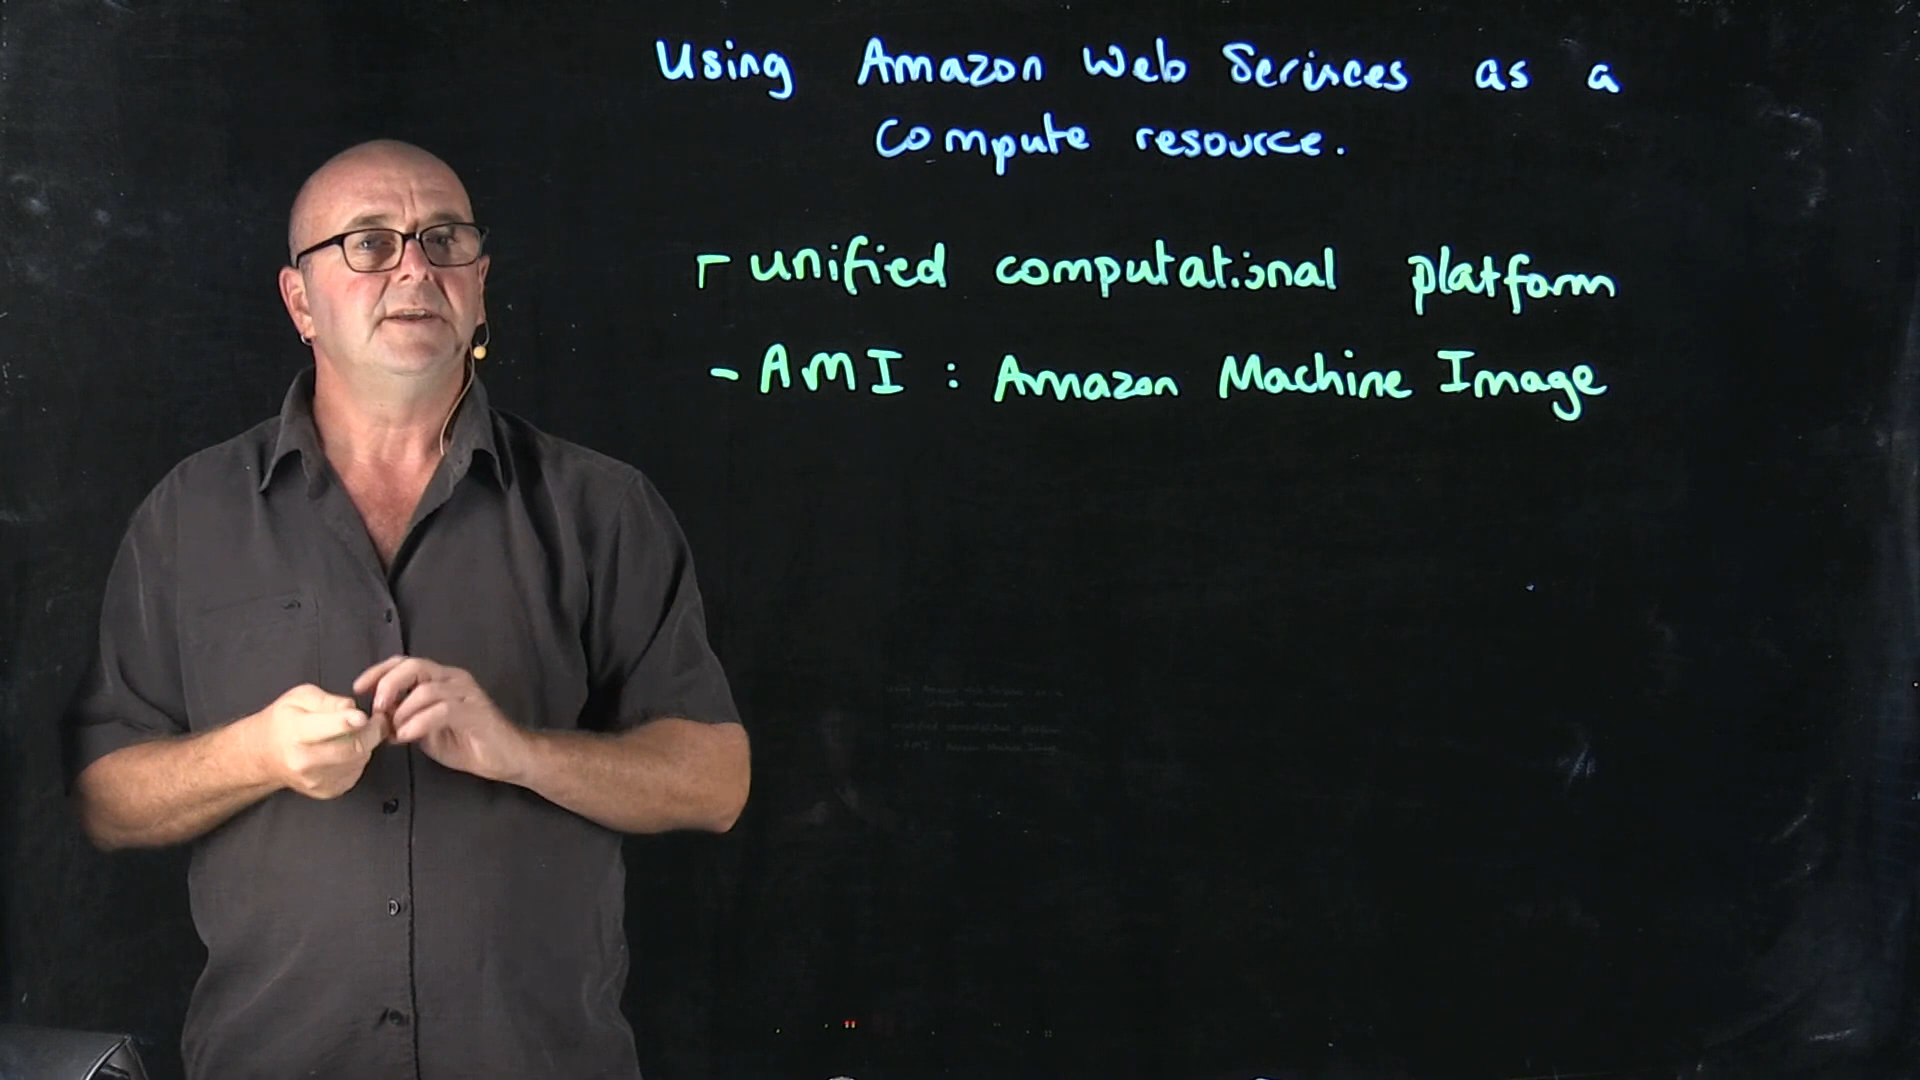 Using Amazon Web Services as a
compute resource.
- unified computational platform
- AMI : Amazon Machine Image